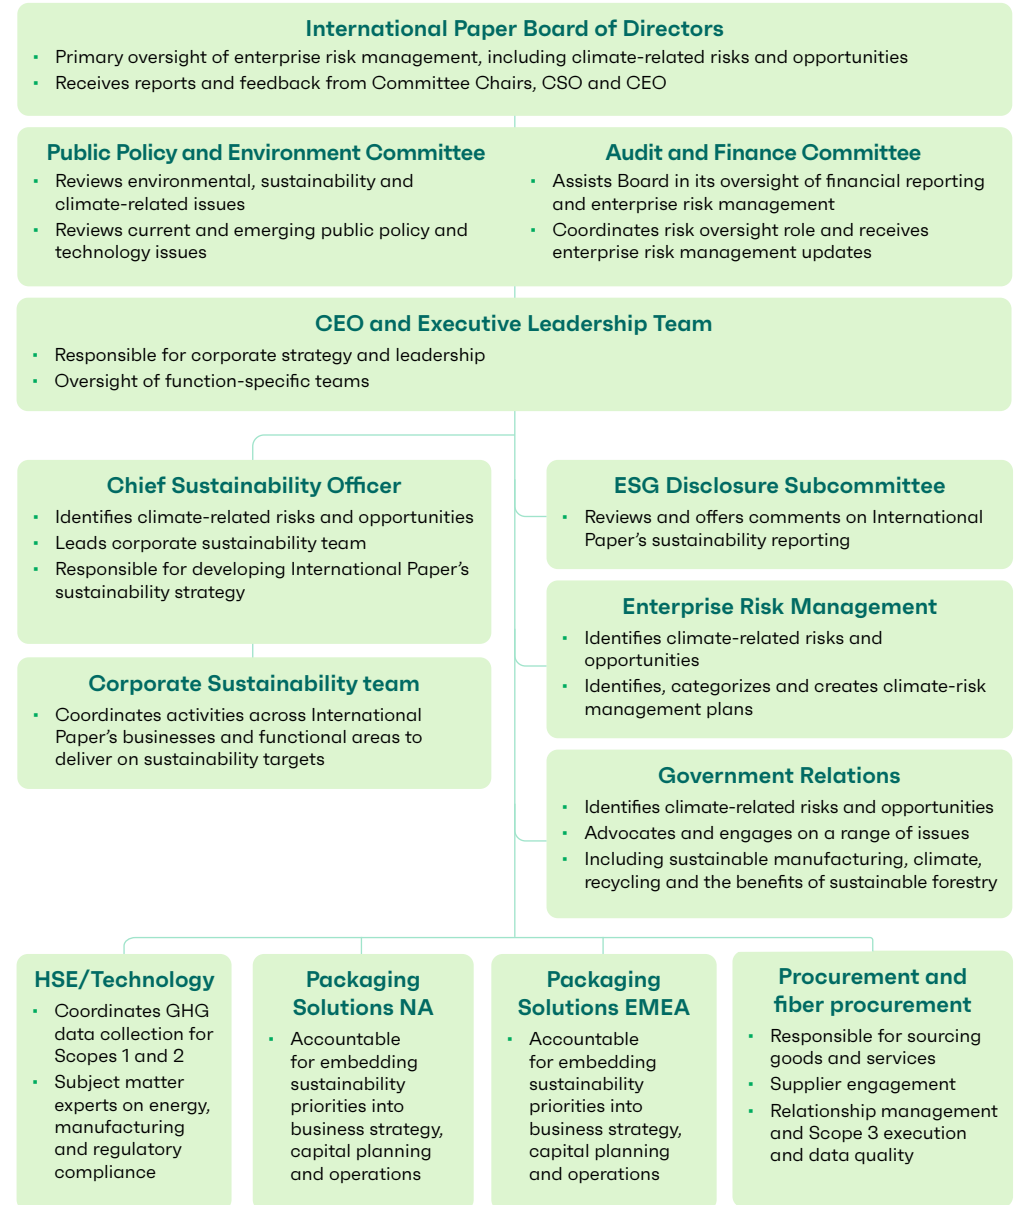 International Paper Board of Directors
▪ Primary oversight of enterprise risk management, including climate-related risks and opportunities
▪ Receives reports and feedback from Committee Chairs, CSO and CEO
Public Policy and Environment Committee
▪ Reviews environmental, sustainability and
climate-related issues
▪ Reviews current and emerging public policy and
technology issues
Audit and Finance Committee
▪ Assists Board in its oversight of financial reporting
and enterprise risk management
▪ Coordinates risk oversight role and receives
enterprise risk management updates
CEO and Executive Leadership Team
▪ Responsible for corporate strategy and leadership
▪ Oversight of function-specific teams
Chief Sustainability Officer
▪ Identifies climate-related risks and opportunities
▪ Leads corporate sustainability team
▪ Responsible for developing International Paper's
sustainability strategy
Corporate Sustainability team
▪ Coordinates activities across International
Paper's businesses and functional areas to
deliver on sustainability targets
ESG Disclosure Subcommittee
▪ Reviews and offers comments on International
Paper's sustainability reporting
Enterprise Risk Management
▪ Identifies climate-related risks and
opportunities
▪ Identifies, categorizes and creates climate-risk
management plans
Government Relations
▪ Identifies climate-related risks and opportunities
▪ Advocates and engages on a range of issues
▪ Including sustainable manufacturing, climate,
recycling and the benefits of sustainable forestry
HSE/Technology
▪ Coordinates GHG
data collection for
Scopes 1 and 2
▪ Subject matter
experts on energy,
manufacturing
and regulatory
compliance
Packaging
Solutions NA
▪ Accountable
for embedding
sustainability
priorities into
business strategy,
capital planning
and operations
Packaging
Solutions EMEA
▪ Accountable
for embedding
sustainability
priorities into
business strategy,
capital planning
and operations
Procurement and
fiber procurement
▪ Responsible for sourcing
goods and services
▪ Supplier engagement
▪ Relationship management
and Scope 3 execution
and data quality